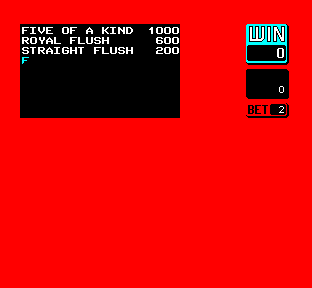 FIVE OF A KIND 1000
ROYAL FLUSH 600
STRAIGHT FLUSH 200
F
WIN
0
0
BET 2